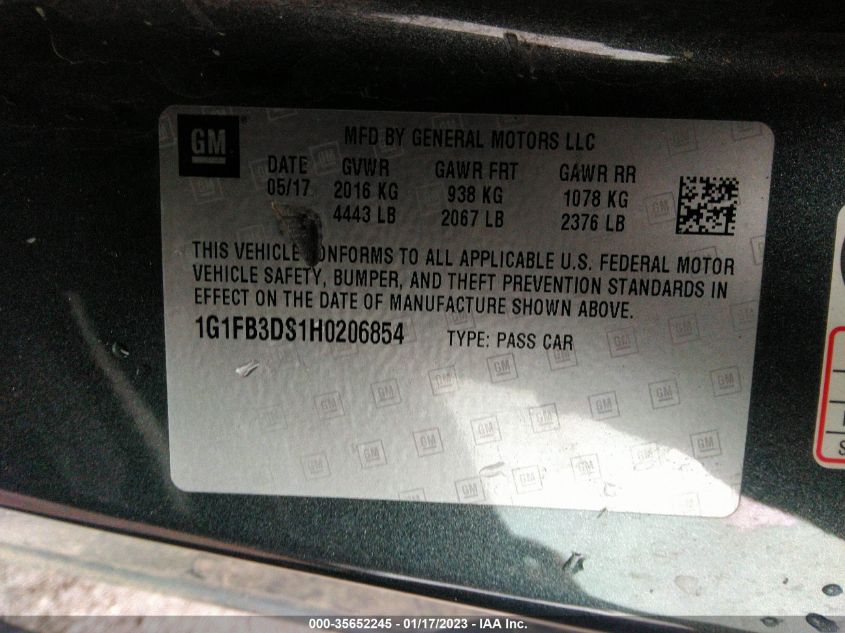 GM
MFD BY GENERAL MOTORS LLC
DATE GVWR GAWR FRT GAWR RR
05/17 2016 KG 938 KG 1078 KG
4443 LB 2067 LB 2376 LB
THIS VEHICLE CONFORMS TO ALL APPLICABLE U.S. FEDERAL MOTOR
VEHICLE SAFETY, BUMPER, AND THEFT PREVENTION STANDARDS IN
EFFECT ON THE DATE OF MANUFACTURE SHOWN ABOVE.
1G1FB3DS1H0206854 TYPE: PASS CAR
000-35652245 - 01/17/2023 - IAA Inc.